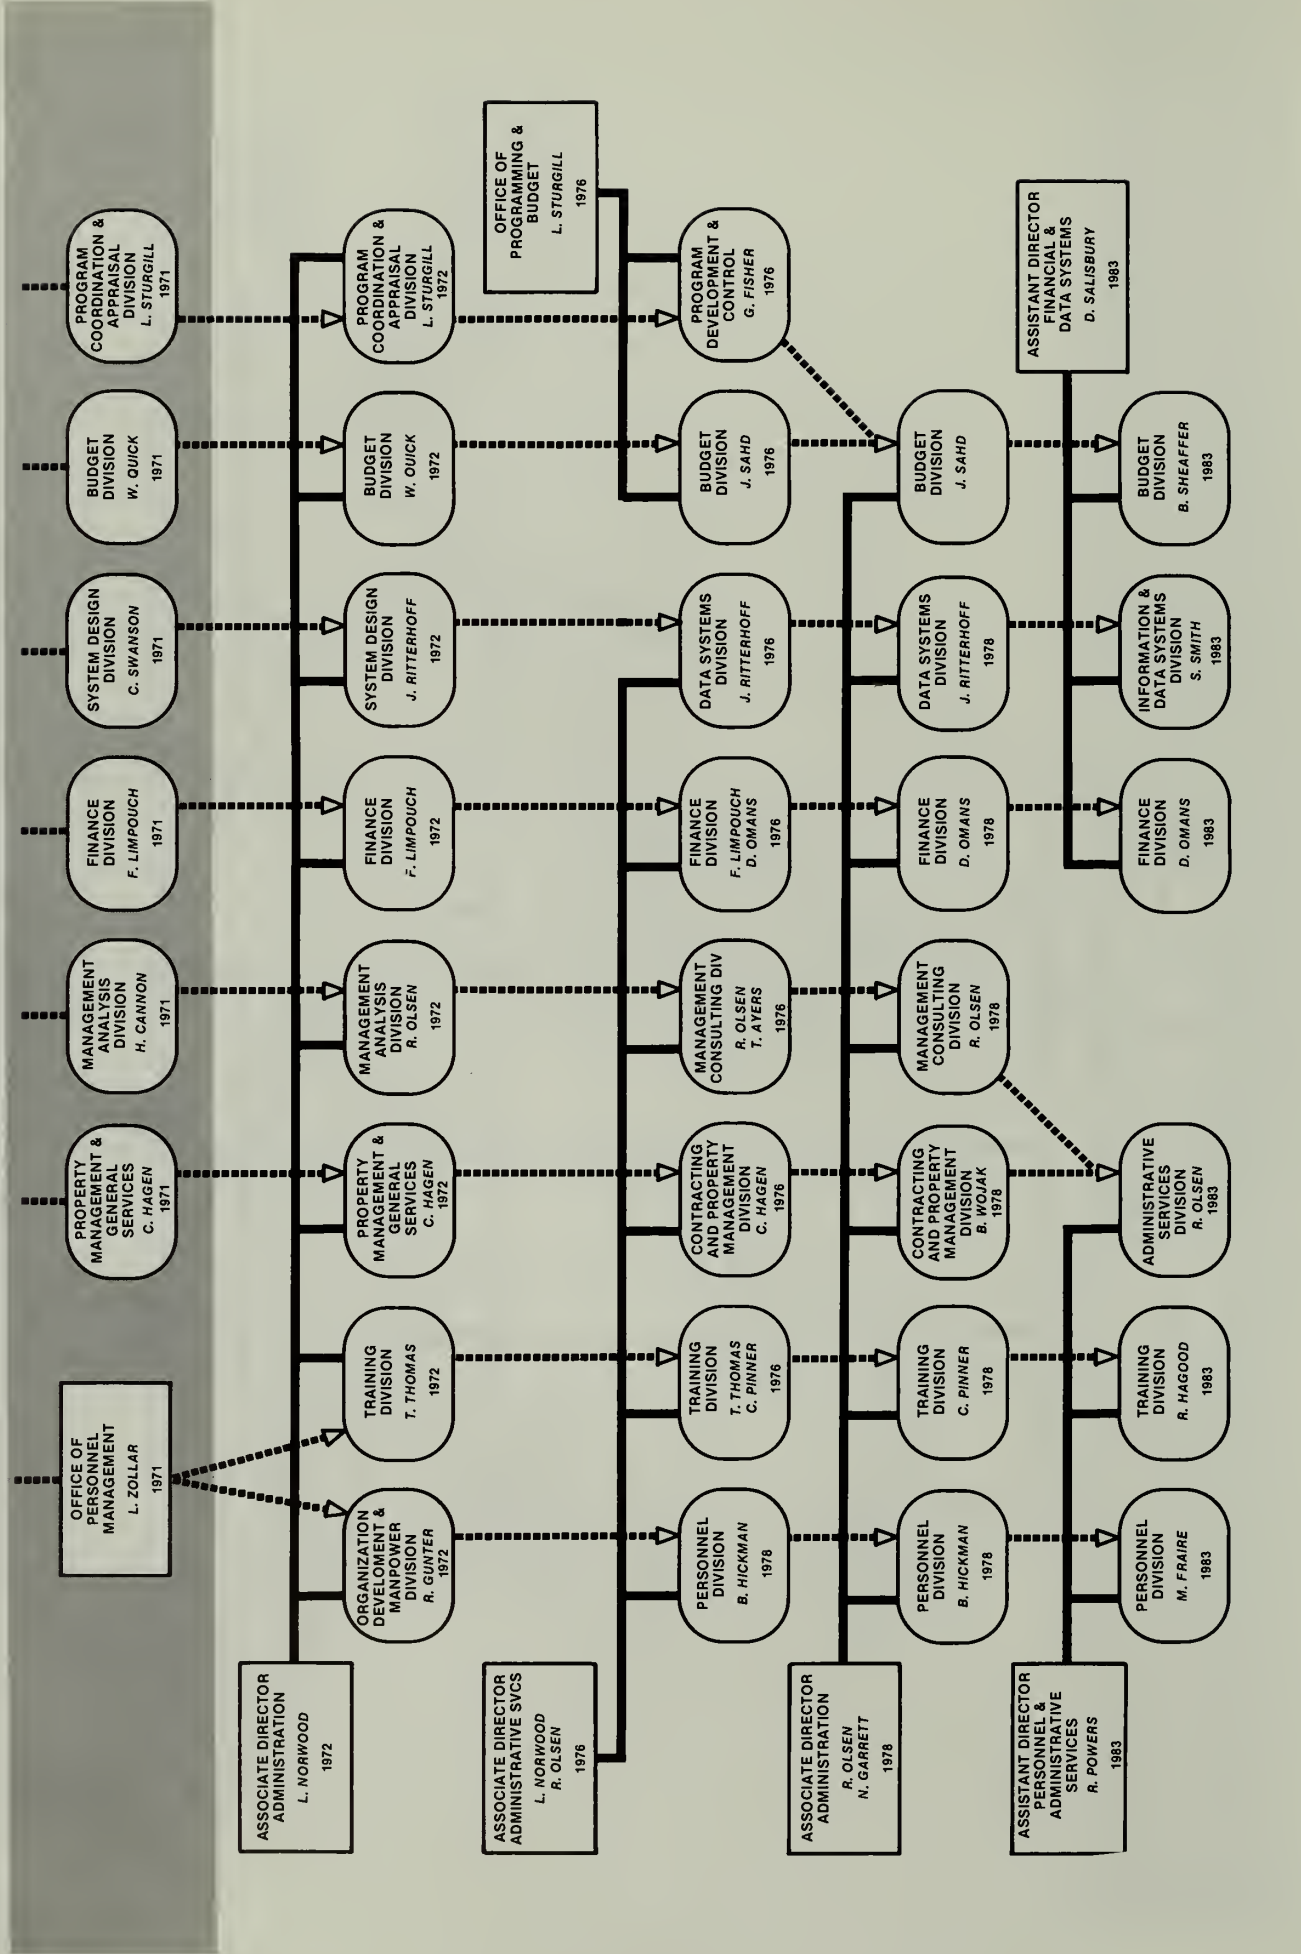 OFFICE OF
PERSONNEL
MANAGEMENT
L. ZOLLAR
1971
PROPERTY
MANAGEMENT &
GENERAL
SERVICES
C. HAGEN
1971
MANAGEMENT
ANALYSIS
DIVISION
H. CANNON
1971
FINANCE
DIVISION
F. LIMPOUCH
1971
SYSTEM DESIGN
DIVISION
C. SWANSON
1971
BUDGET
DIVISION
W. QUICK
1971
PROGRAM
COORDINATION &
APPRAISAL
DIVISION
L. STURGILL
1971
ASSOCIATE DIRECTOR
ADMINISTRATION
L. NORWOOD
1972
ORGANIZATION
DEVELOMENT &
MANPOWER
DIVISION
R. GUNTER
1972
TRAINING
DIVISION
T. THOMAS
1972
PROPERTY
MANAGEMENT &
GENERAL
SERVICES
C. HAGEN
1972
MANAGEMENT
ANALYSIS
DIVISION
R. OLSEN
1972
FINANCE
DIVISION
F. LIMPOUCH
1972
SYSTEM DESIGN
DIVISION
J. RITTERHOFF
1972
BUDGET
DIVISION
W. QUICK
1972
PROGRAM
COORDINATION &
APPRAISAL
DIVISION
L. STURGILL
1972
ASSOCIATE DIRECTOR
ADMINISTRATIVE SVCS
L. NORWOOD
R. OLSEN
1976
OFFICE OF
PROGRAMMING &
BUDGET
L. STURGILL
1976
PERSONNEL
DIVISION
B. HICKMAN
1978
TRAINING
DIVISION
T. THOMAS
C. PINNER
1976
CONTRACTING
AND PROPERTY
MANAGEMENT
DIVISION
C. HAGEN
1976
MANAGEMENT
CONSULTING DIV
R. OLSEN
T. AYERS
1976
FINANCE
DIVISION
F. LIMPOUCH
D. OMANS
1976
DATA SYSTEMS
DIVISION
J. RITTERHOFF
1976
BUDGET
DIVISION
J. SAHD
1976
PROGRAM
DEVELOPMENT &
CONTROL
G. FISHER
1976
ASSOCIATE DIRECTOR
ADMINISTRATION
R. OLSEN
N. GARRETT
1978
PERSONNEL
DIVISION
B. HICKMAN
1978
TRAINING
DIVISION
C. PINNER
1978
CONTRACTING
AND PROPERTY
MANAGEMENT
DIVISION
B. WOJAK
1978
MANAGEMENT
CONSULTING
DIVISION
R. OLSEN
1978
FINANCE
DIVISION
D. OMANS
1978
DATA SYSTEMS
DIVISION
J. RITTERHOFF
1978
BUDGET
DIVISION
J. SAHD
ASSISTANT DIRECTOR
PERSONNEL &
ADMINISTRATIVE
SERVICES
R. POWERS
1983
ASSISTANT DIRECTOR
FINANCIAL &
DATA SYSTEMS
D. SALISBURY
1983
PERSONNEL
DIVISION
M. FRAIRE
1983
TRAINING
DIVISION
R. HAGOOD
1983
ADMINISTRATIVE
SERVICES
DIVISION
R. OLSEN
1983
FINANCE
DIVISION
D. OMANS
1983
INFORMATION &
DATA SYSTEMS
DIVISION
S. SMITH
1983
BUDGET
DIVISION
B. SHEAFFER
1983